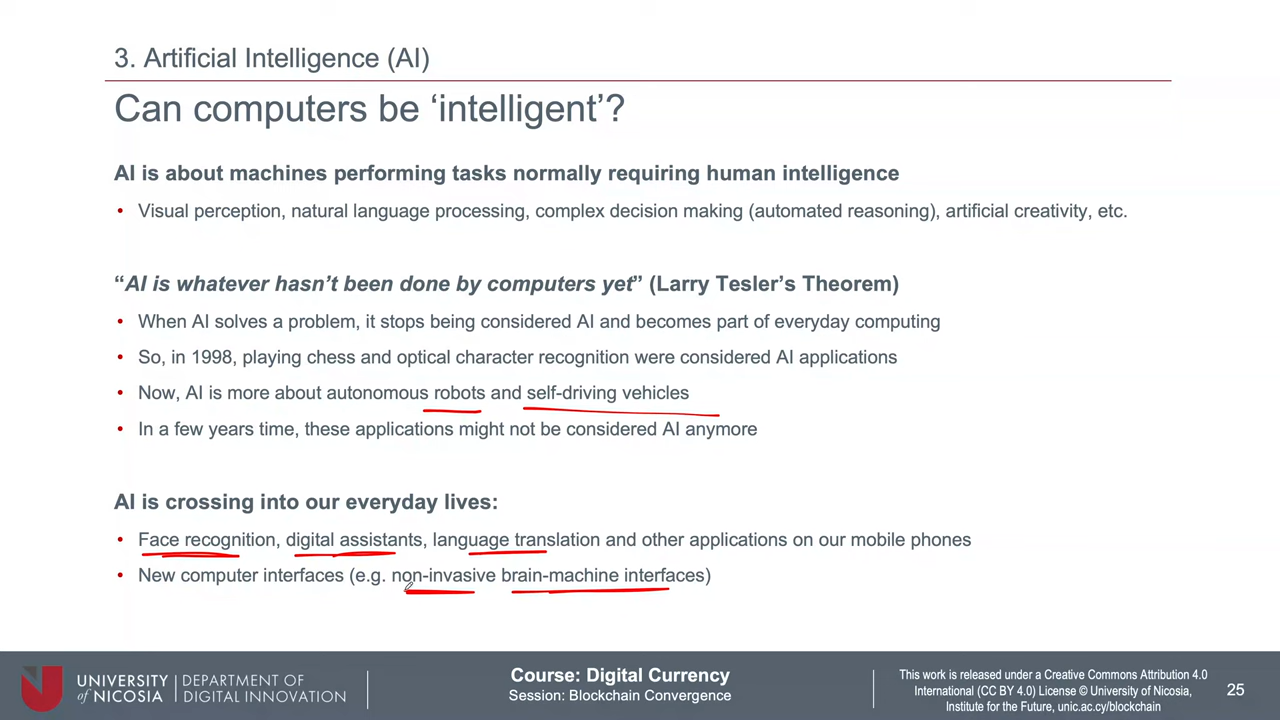 3. Artificial Intelligence (AI)
Can computers be ‘intelligent’?
AI is about machines performing tasks normally requiring human intelligence
• Visual perception, natural language processing, complex decision making (automated reasoning), artificial creativity, etc.
“AI is whatever hasn’t been done by computers yet” (Larry Tesler’s Theorem)
• When AI solves a problem, it stops being considered AI and becomes part of everyday computing
• So, in 1998, playing chess and optical character recognition were considered AI applications
• Now, AI is more about autonomous robots and self-driving vehicles
• In a few years time, these applications might not be considered AI anymore
AI is crossing into our everyday lives:
• Face recognition, digital assistants, language translation and other applications on our mobile phones
• New computer interfaces (e.g. non-invasive brain-machine interfaces)
UNIVERSITY
of NICOSIA
DEPARTMENT OF
DIGITAL INNOVATION
Course: Digital Currency
Session: Blockchain Convergence
This work is released under a Creative Commons Attribution 4.0
International (CC BY 4.0) License © University of Nicosia,
Institute for the Future, unic.ac.cy/blockchain
25